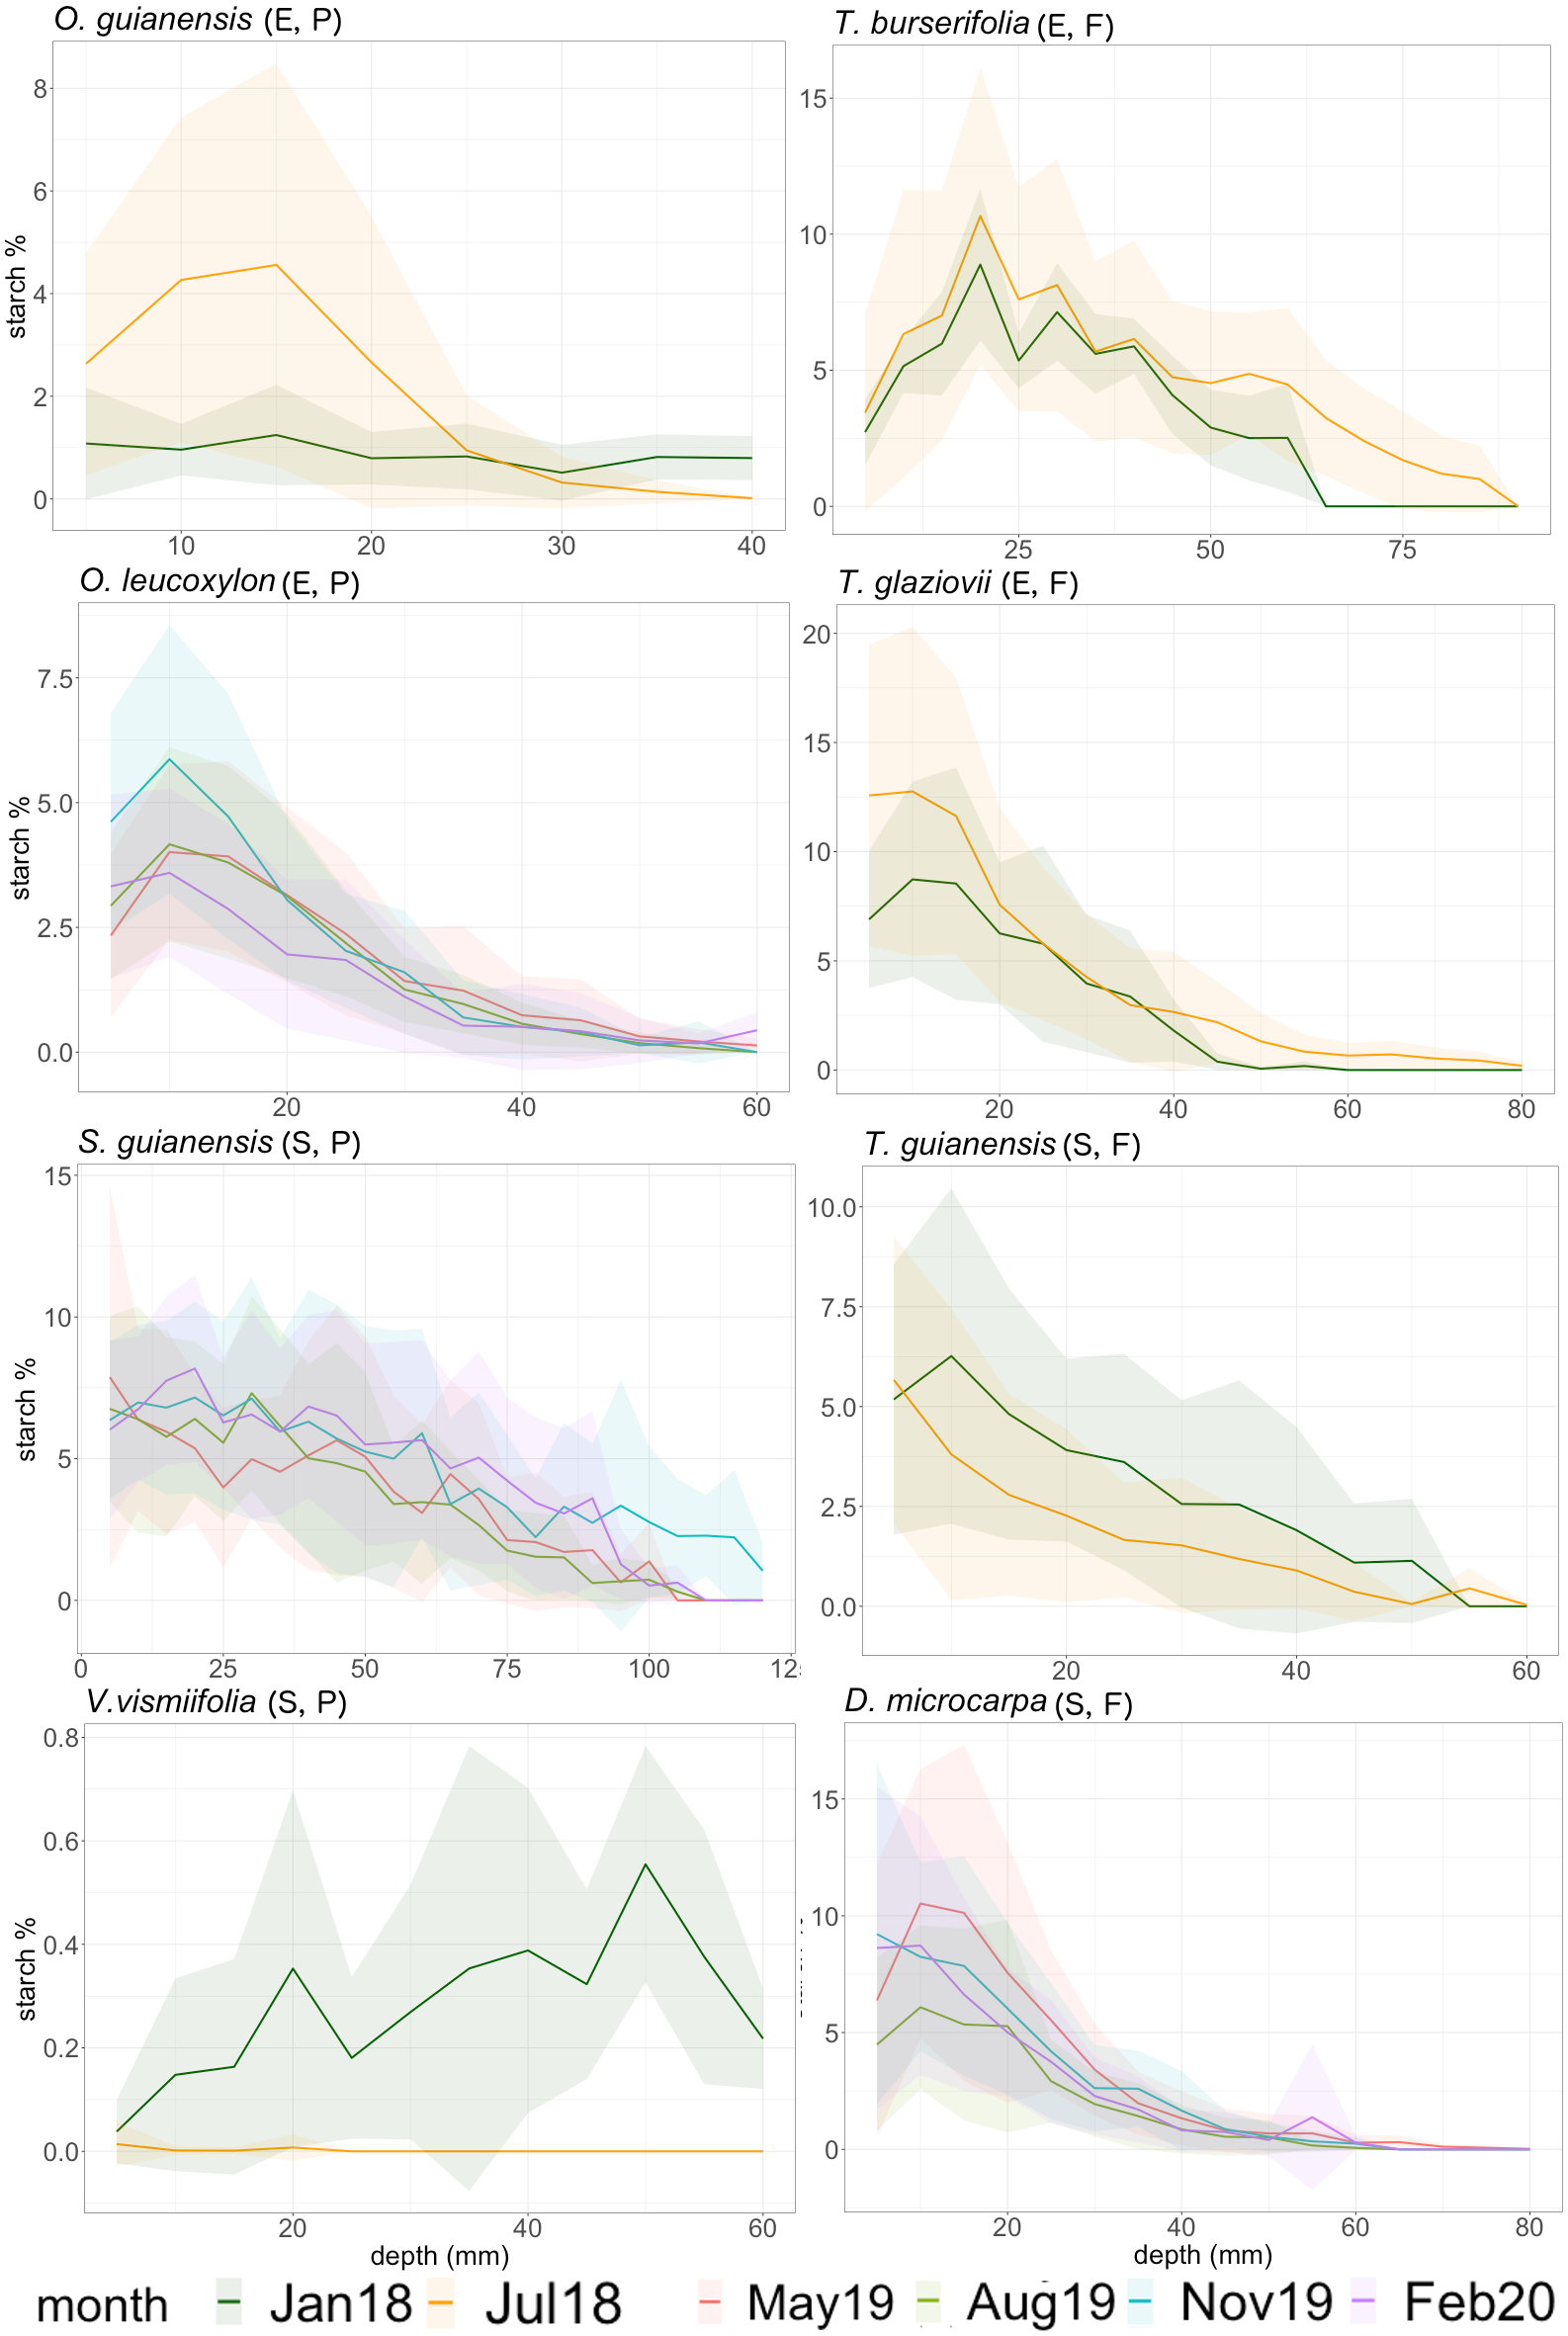 O. guianensis (E, P)
T. burserifolia (E, F)
starch %
8
6
4
2
0
10 20 30 40
15
10
5
0
25 50 75
O. leucoxylon (E, P)
T. glaziovii (E, F)
starch %
7.5
5.0
2.5
0.0
20 40 60
20
15
10
5
0
20 40 60 80
S. guianensis (S, P)
T. guianensis (S, F)
starch %
15
10
5
0
0 25 50 75 100
10.0
7.5
5.0
2.5
0.0
20 40 60
V.vismiifolia (S, P)
D. microcarpa (S, F)
starch %
0.8
0.6
0.4
0.2
0.0
20 40 60
depth (mm)
15
10
5
0
20 40 60 80
depth (mm)
month Jan18 Jul18 May19 Aug19 Nov19 Feb20